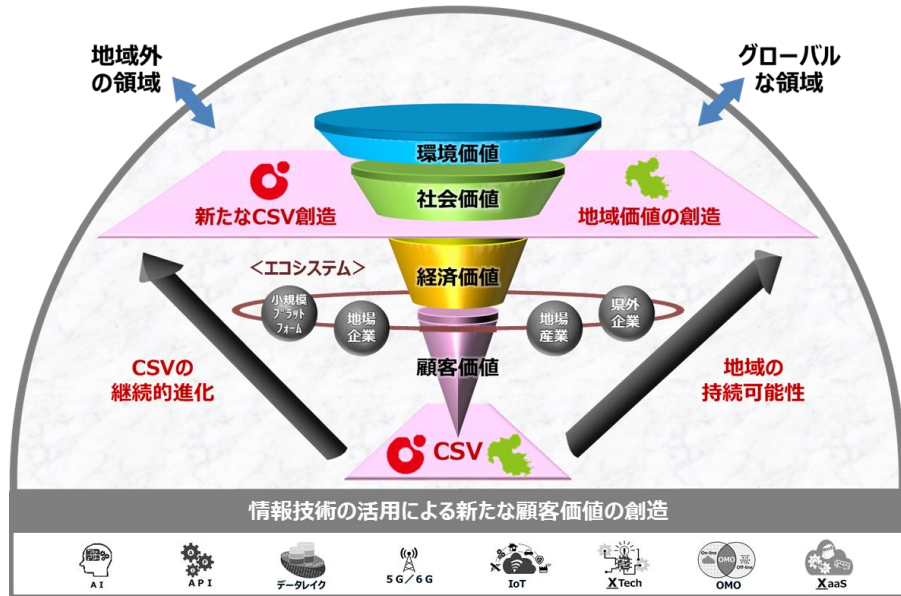 地域外
の領域
グローバル
な領域
環境価値
社会価値
新たなCSV創造
地域価値の創造
経済価値
＜エコシステム＞
小規模
プラット
フォーム
地場
企業
地場
産業
県外
企業
顧客価値
CSVの
継続的進化
地域の
持続可能性
CSV
情報技術の活用による新たな顧客価値の創造
AI
API
データレイク
5G／6G
IoT
XTech
On-line
OMO
Off-line
OMO
XaaS